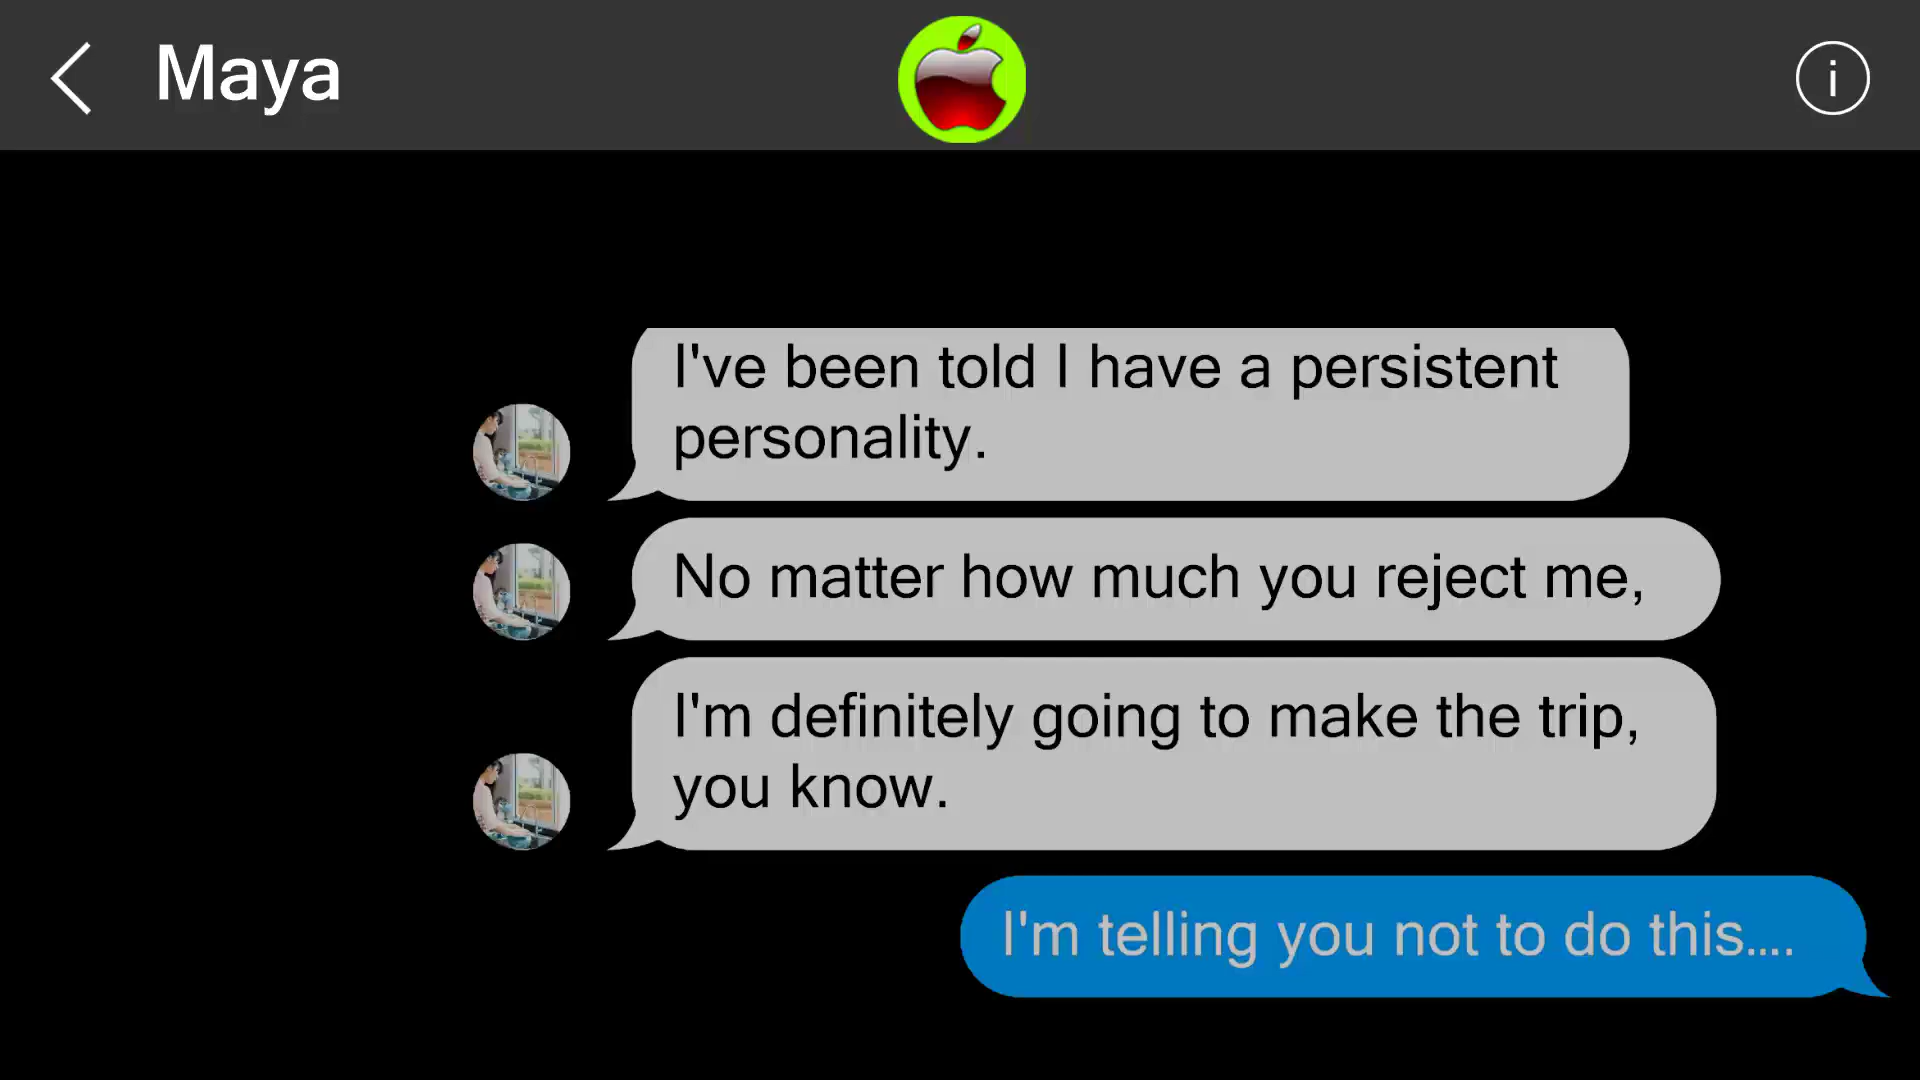 Maya
i
I've been told I have a persistent
personality.
No matter how much you reject me,
I'm definitely going to make the trip,
you know.
I'm telling you not to do this....